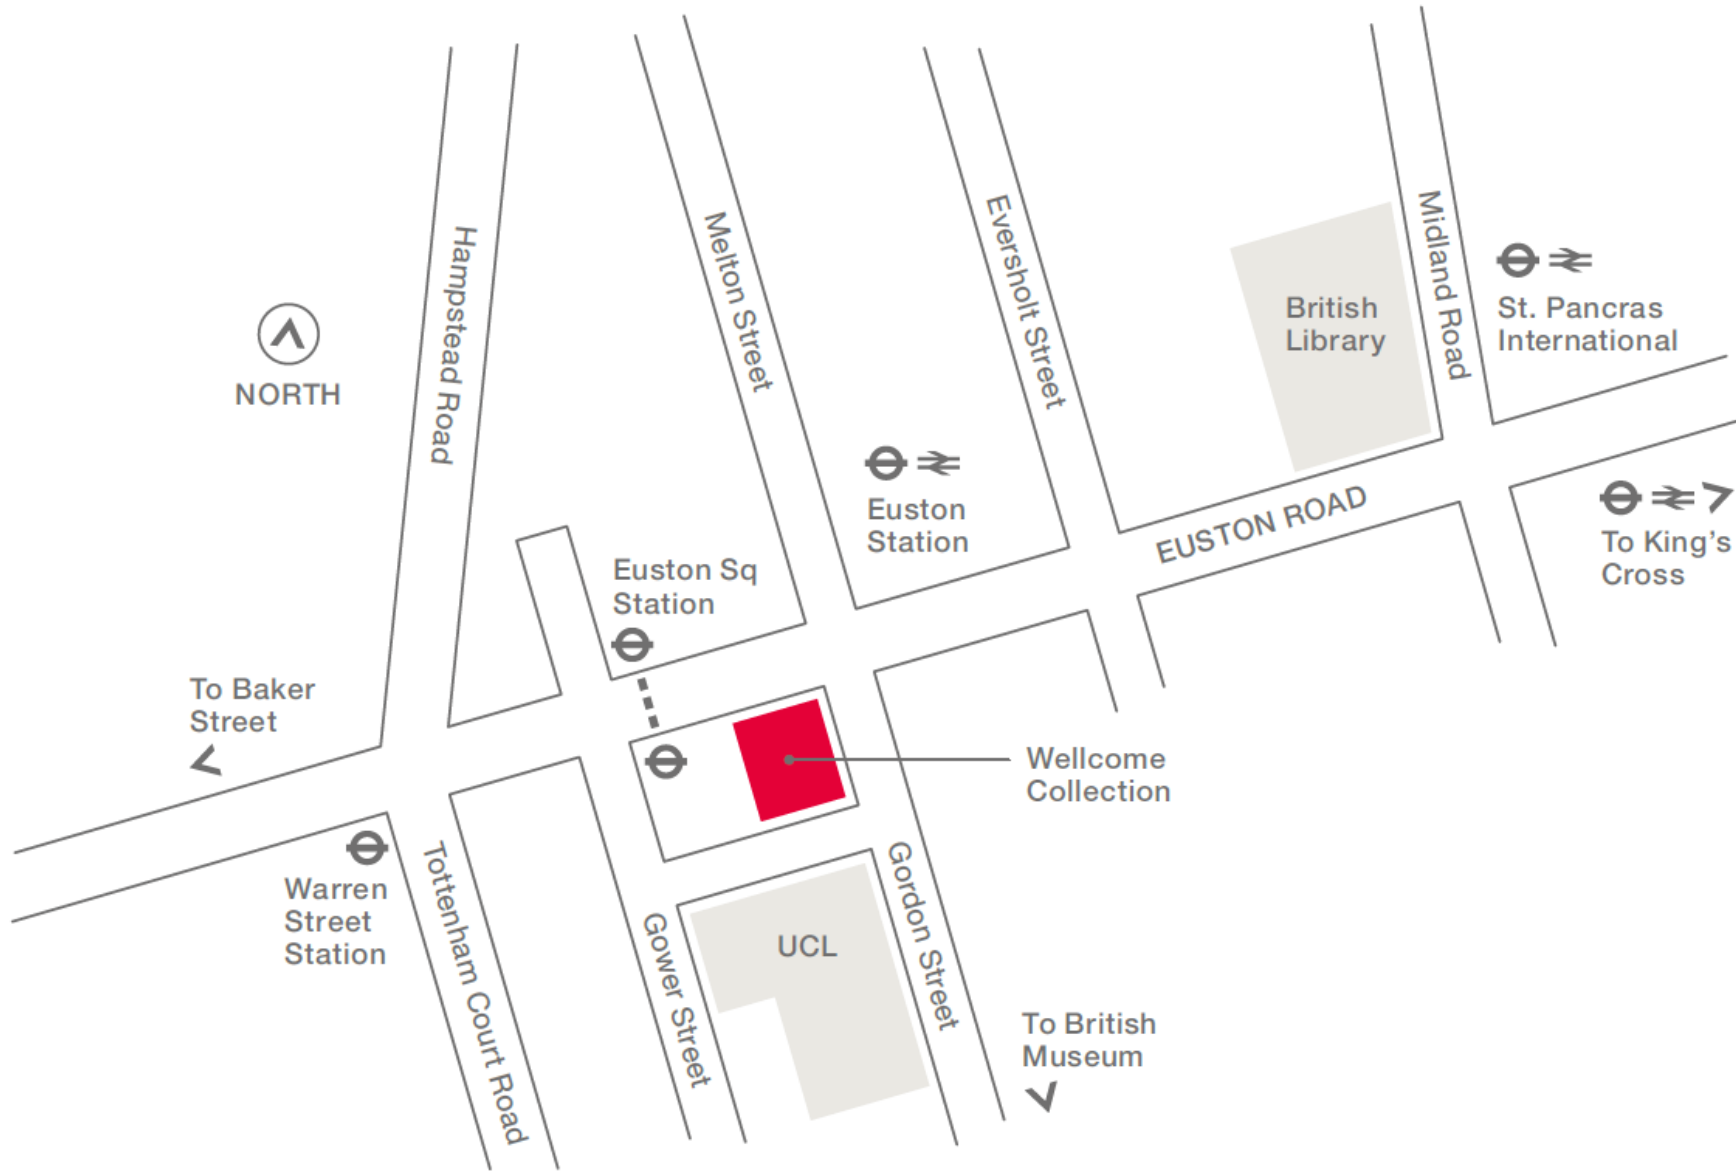 Hampstead Road
Melton Street
Eversholt Street
Midland Road
British
Library
St. Pancras
International
NORTH
Euston
Station
EUSTON ROAD
To King's
Cross
Euston Sq
Station
To Baker
Street
Wellcome
Collection
Warren
Street
Station
Tottenham Court Road
Gower Street
UCL
Gordon Street
To British
Museum